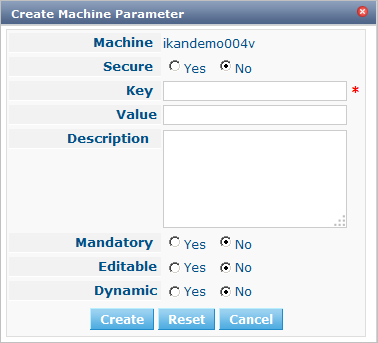 Create Machine Parameter
Machine ikandemo004v
Secure Yes No
Key *
Value
Description
Mandatory Yes No
Editable Yes No
Dynamic Yes No
Create Reset Cancel